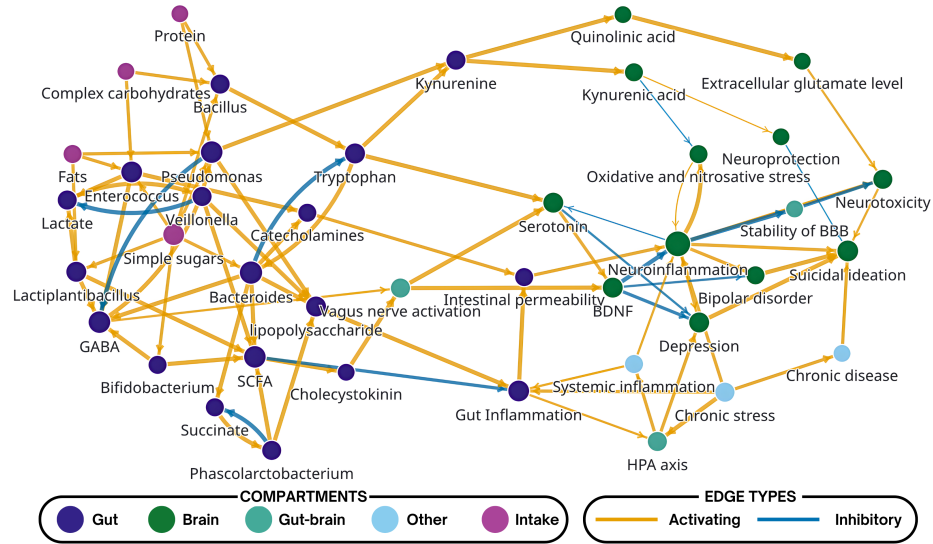 Protein
Quinolinic acid
Complex carbohydrates
Bacillus
Kynurenine
Kynurenic acid
Extracellular glutamate level
Fats
Enterococcus
Pseudomonas
Tryptophan
Neuroprotection
Oxidative and nitrosative stress
Lactate
Veillonella
Catecholamines
Serotonin
Stability of BBB
Neurotoxicity
Simple sugars
Neuroinflammation
Suicidal ideation
Lactiplantibacillus
Bacteroides
Vagus nerve activation
Intestinal permeability
BDNF
Bipolar disorder
GABA
lipopolysaccharide
Depression
Bifidobacterium
SCFA
Cholecystokinin
Systemic inflammation
Chronic disease
Succinate
Gut Inflammation
Chronic stress
Phascolarctobacterium
HPA axis
COMPARTMENTS
Gut
Brain
Gut-brain
Other
Intake
EDGE TYPES
Activating
Inhibitory